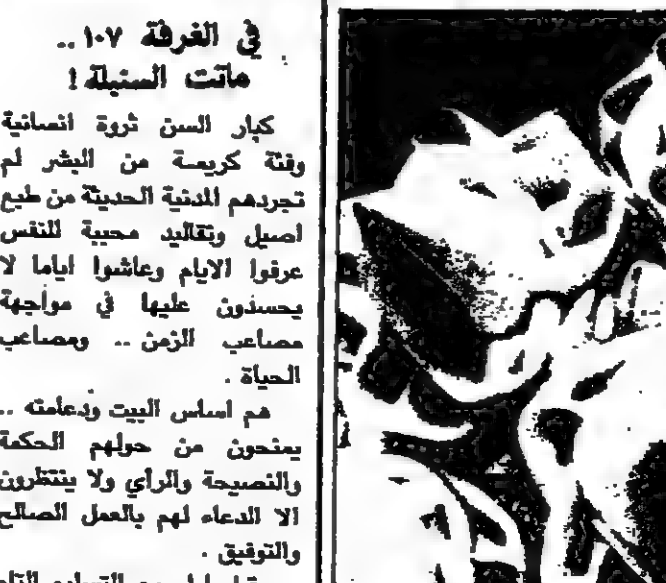 في الغرفة ١٠٧ ..
ماتت السنبلة !
كبار السن ثروة انسانية
وفئة كريمة من البشر لم
تجردهم المدنية الحديثة من طبع
اصيل وتقاليد محببة للنفس
عرفوا الايام وعاشوا اياما لا
يحسدون عليها في مواجهة
مصاعب الزمن .. ومصاعب
الحياة .
هم اساس البيت ودعامته ..
يمنحون من حولهم الحكمة
والنصيحة والرأي ولا ينتظرون
الا الدعاء لهم بالعمل الصالح
والتوفيق .